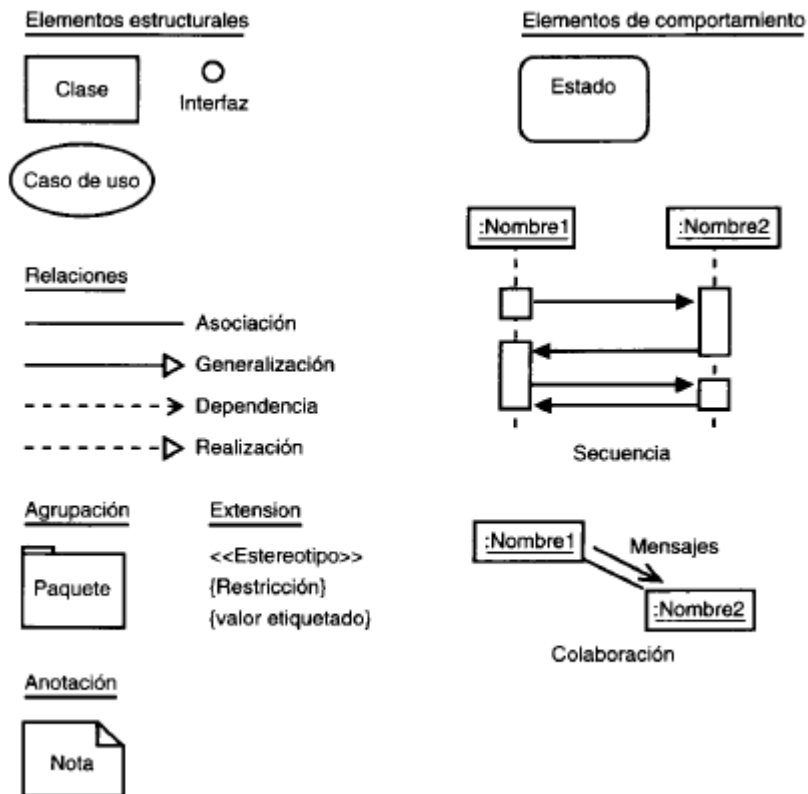 Elementos estructurales
Clase
Interfaz
Caso de uso
Relaciones
Asociación
Generalización
Dependencia
Realización
Agrupación
Paquete
Extension
<<Estereotipo>>
{Restricción}
{valor etiquetado}
Anotación
Nota
Elementos de comportamiento
Estado
:Nombre1
:Nombre2
Secuencia
:Nombre1
Mensajes
:Nombre2
Colaboración